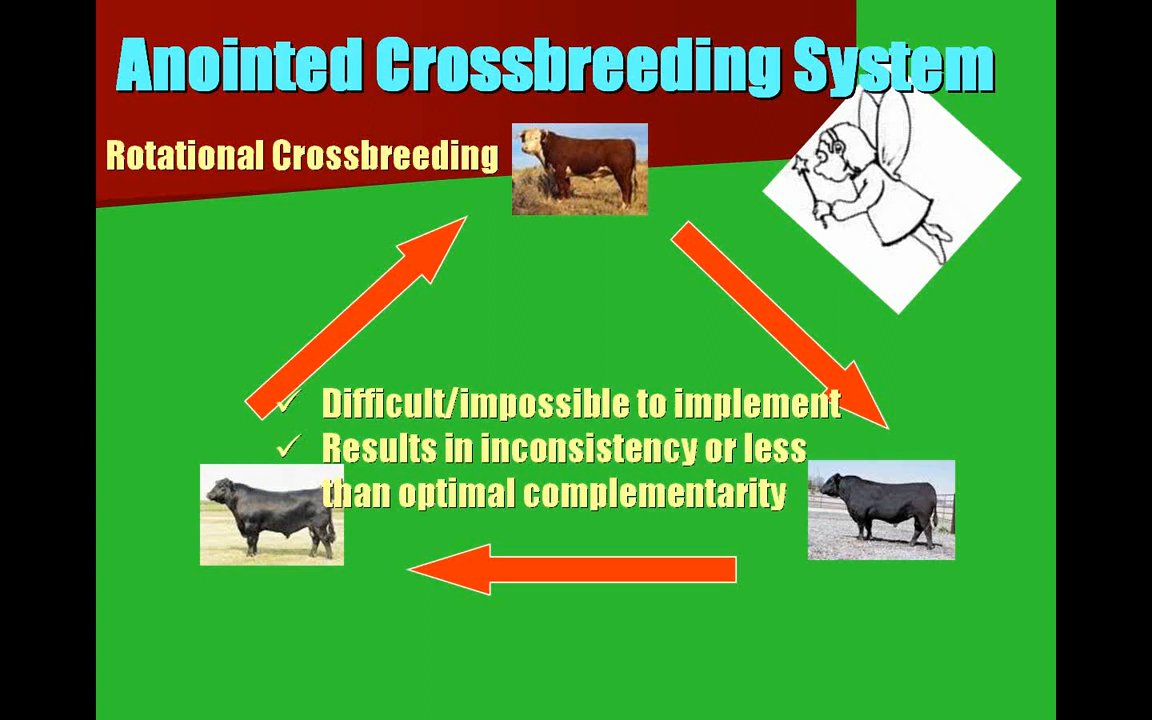 Anointed Crossbreeding System
Rotational Crossbreeding
✓ Difficult/impossible to implement
✓ Results in inconsistency or less
than optimal complementarity